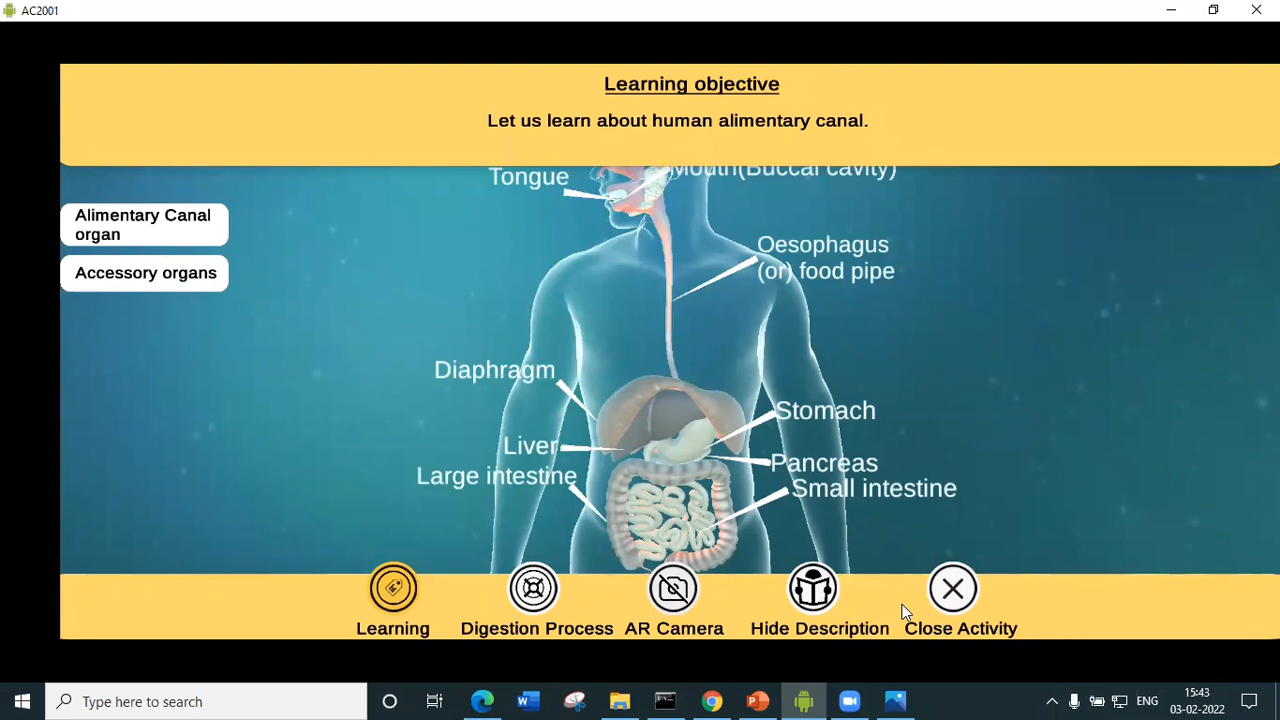 AC2001
Learning objective
Let us learn about human alimentary canal.
Tongue
Mouth(Buccal cavity)
Alimentary Canal
organ
Accessory organs
Oesophagus
(or) food pipe
Diaphragm
Stomach
Liver
Pancreas
Large intestine
Small intestine
Learning
Digestion Process
AR Camera
Hide Description
Close Activity
Type here to search
ENG
15:43
03-02-2022